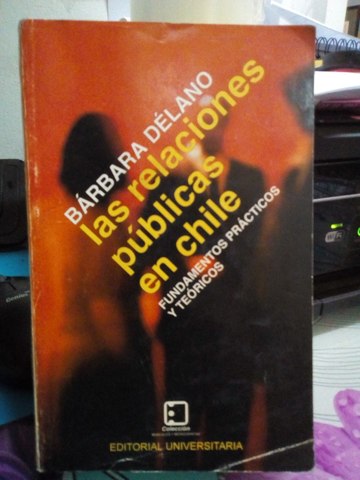 BÁRBARA DÉLANO
las relaciones
públicas
en chile
FUNDAMENTOS PRÁCTICOS
Y TEÓRICOS
Colección
EDITORIAL UNIVERSITARIA